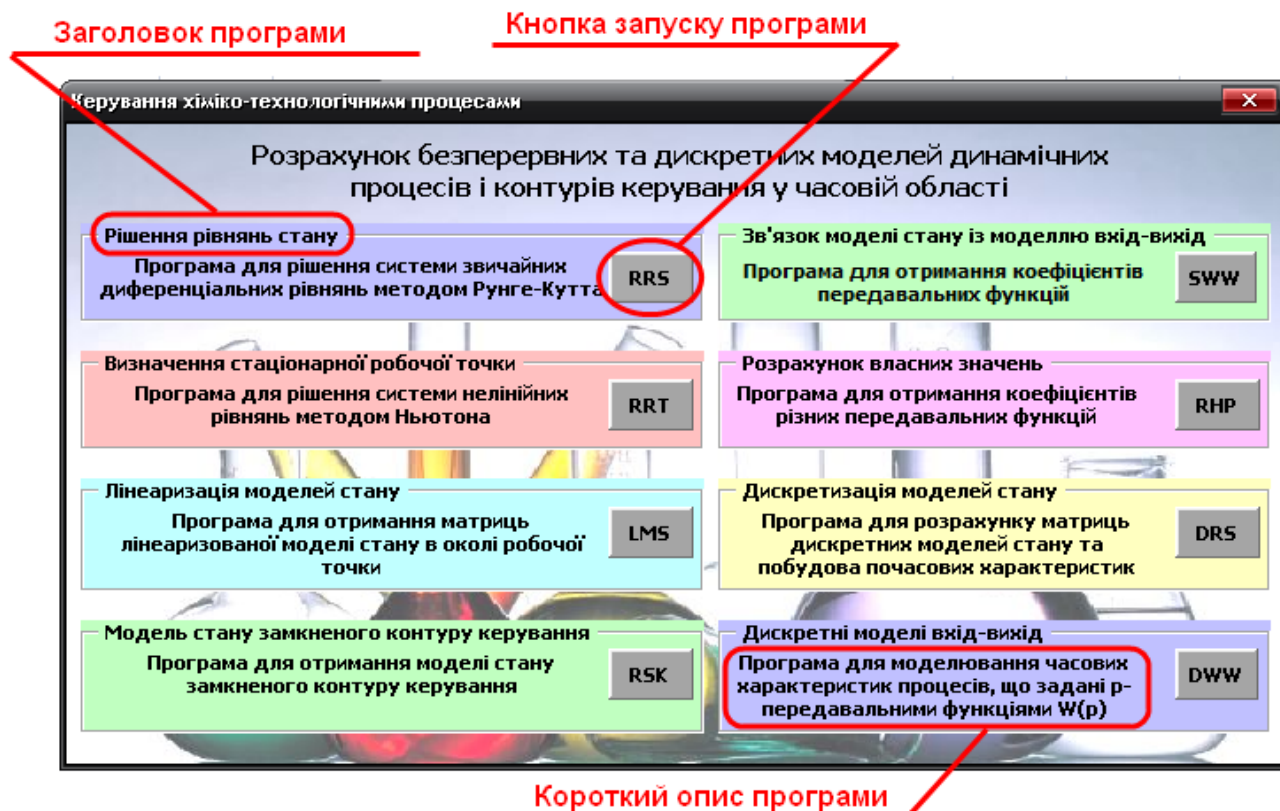 Заголовок програми
Кнопка запуску програми
Керування хіміко-технологічними процесами
Розрахунок безперервних та дискретних моделей динамічних
процесів і контурів керування у часовій області
Рішення рівнянь стану
Програма для рішення системи звичайних
диференціальних рівнянь методом Рунге-Кутта
RRS
Зв'язок моделі стану із моделлю вхід-вихід
Програма для отримання коефіцієнтів
передавальних функцій
SWW
Визначення стаціонарної робочої точки
Програма для рішення системи нелінійних
рівнянь методом Ньютона
RRT
Розрахунок власних значень
Програма для отримання коефіцієнтів
різних передавальних функцій
RHP
Лінеаризація моделей стану
Програма для отримання матриць
лінеаризованої моделі стану в околі робочої
точки
LMS
Дискретизація моделей стану
Програма для розрахунку матриць
дискретних моделей стану та
побудова почасових характеристик
DRS
Модель стану замкненого контуру керування
Програма для отримання моделі стану
замкненого контуру керування
RSK
Дискретні моделі вхід-вихід
Програма для моделювання часових
характеристик процесів, що задані р-
передавальними функціями W(p)
DWW
Короткий опис програми